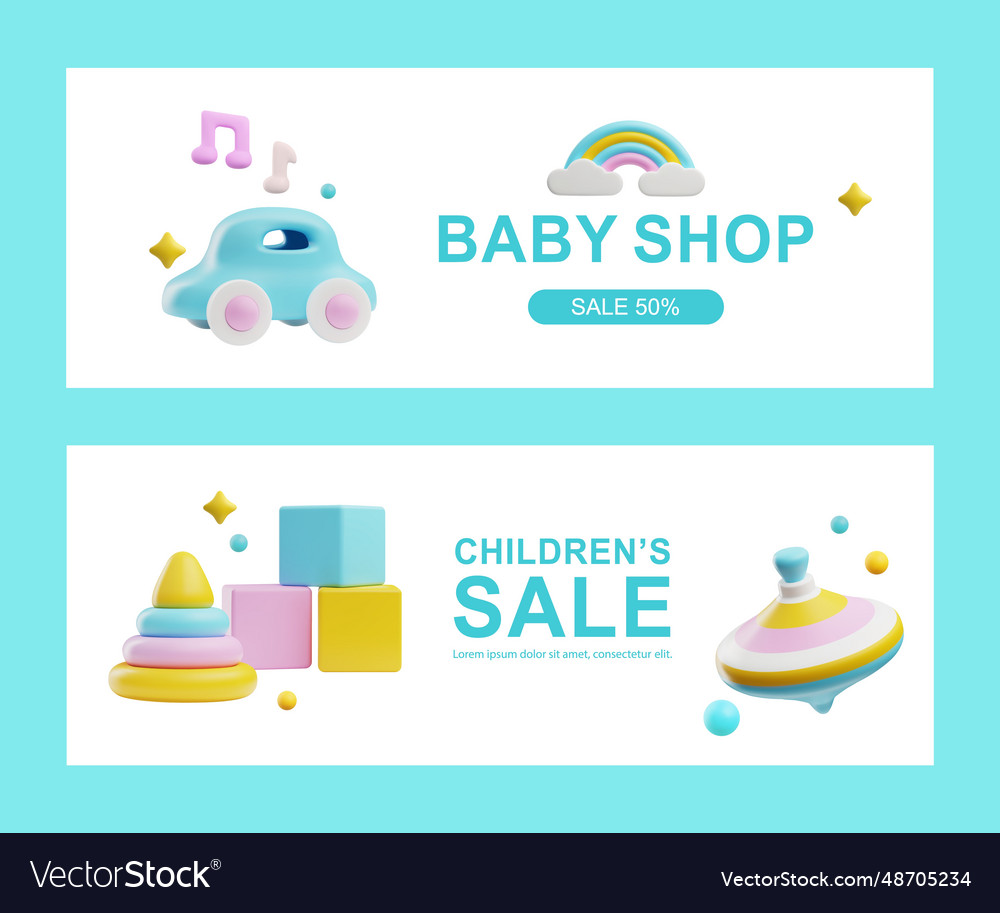 BABY SHOP
SALE 50%
CHILDREN’S
SALE
Lorem ipsum dolor sit amet, consectetur elit.
VectorStock®
VectorStock.com/48705234